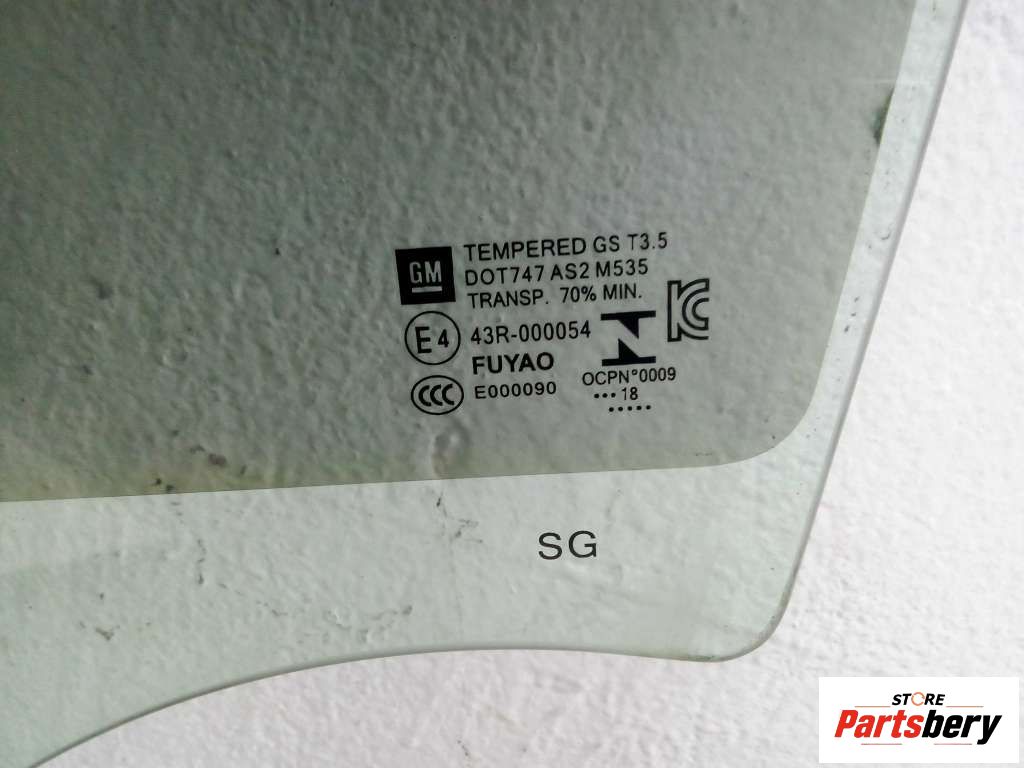 GM
TEMPERED GS T3.5
DOT747 AS2 M535
TRANSP. 70% MIN.
E4 43R-000054
FUYAO
CCC E000090
KC
OCPN°0009
•••18
•••••
SG
STORE
Partsbery